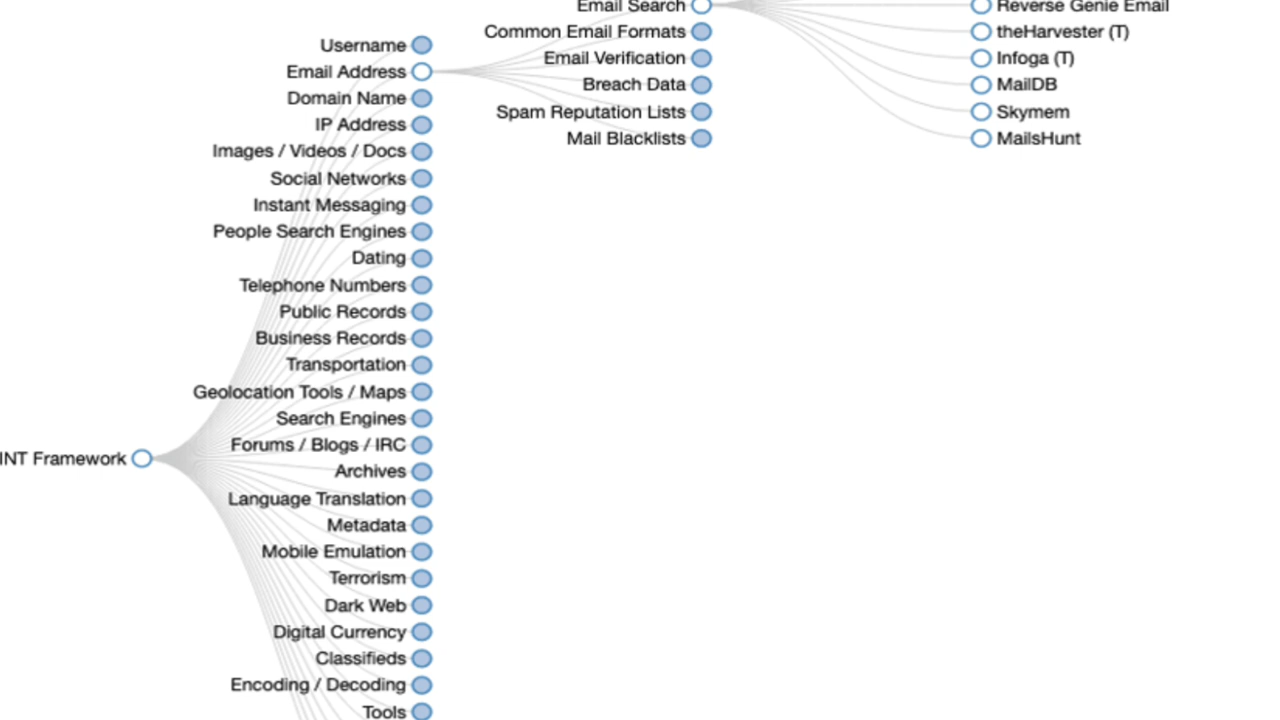 Email Search
Common Email Formats
Email Verification
Breach Data
Spam Reputation Lists
Mail Blacklists
Reverse Genie Email
theHarvester (T)
Infoga (T)
MailDB
Skymem
MailsHunt
Username
Email Address
Domain Name
IP Address
Images / Videos / Docs
Social Networks
Instant Messaging
People Search Engines
Dating
Telephone Numbers
Public Records
Business Records
Transportation
Geolocation Tools / Maps
Search Engines
Forums / Blogs / IRC
Archives
Language Translation
Metadata
Mobile Emulation
Terrorism
Dark Web
Digital Currency
Classifieds
Encoding / Decoding
Tools
INT Framework